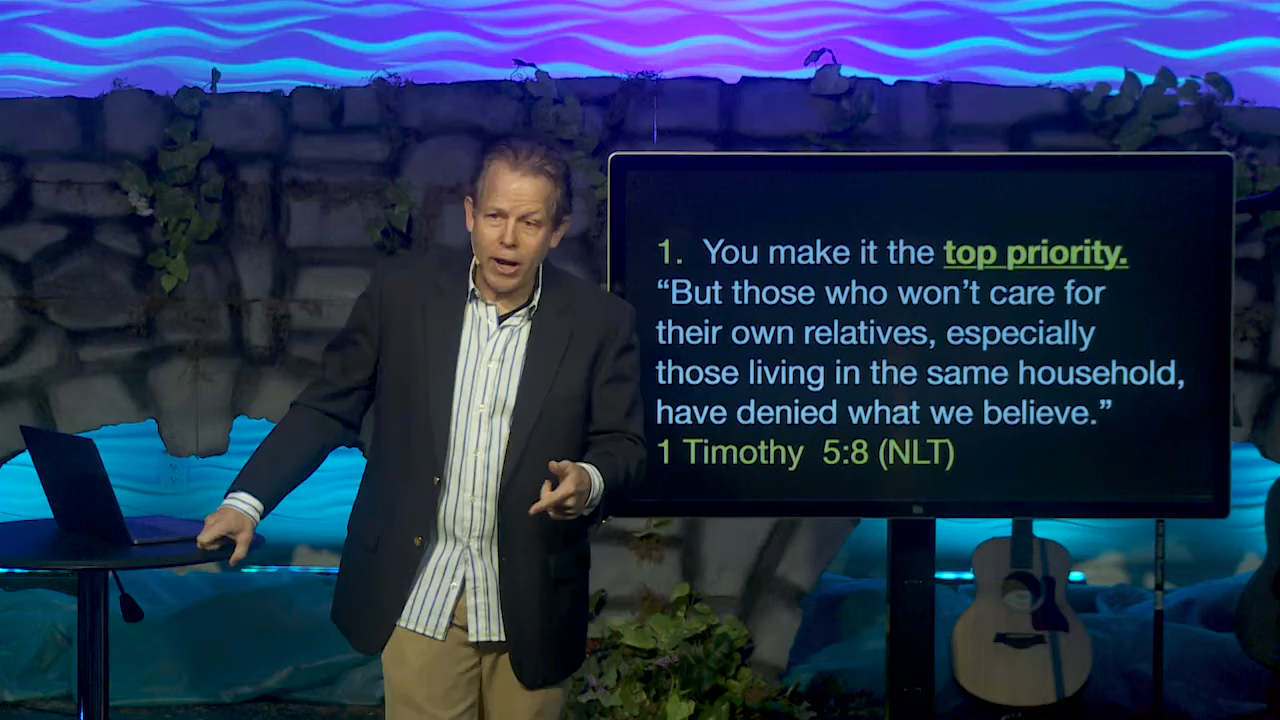 1. You make it the top priority.
“But those who won’t care for
their own relatives, especially
those living in the same household,
have denied what we believe.”
1 Timothy 5:8 (NLT)